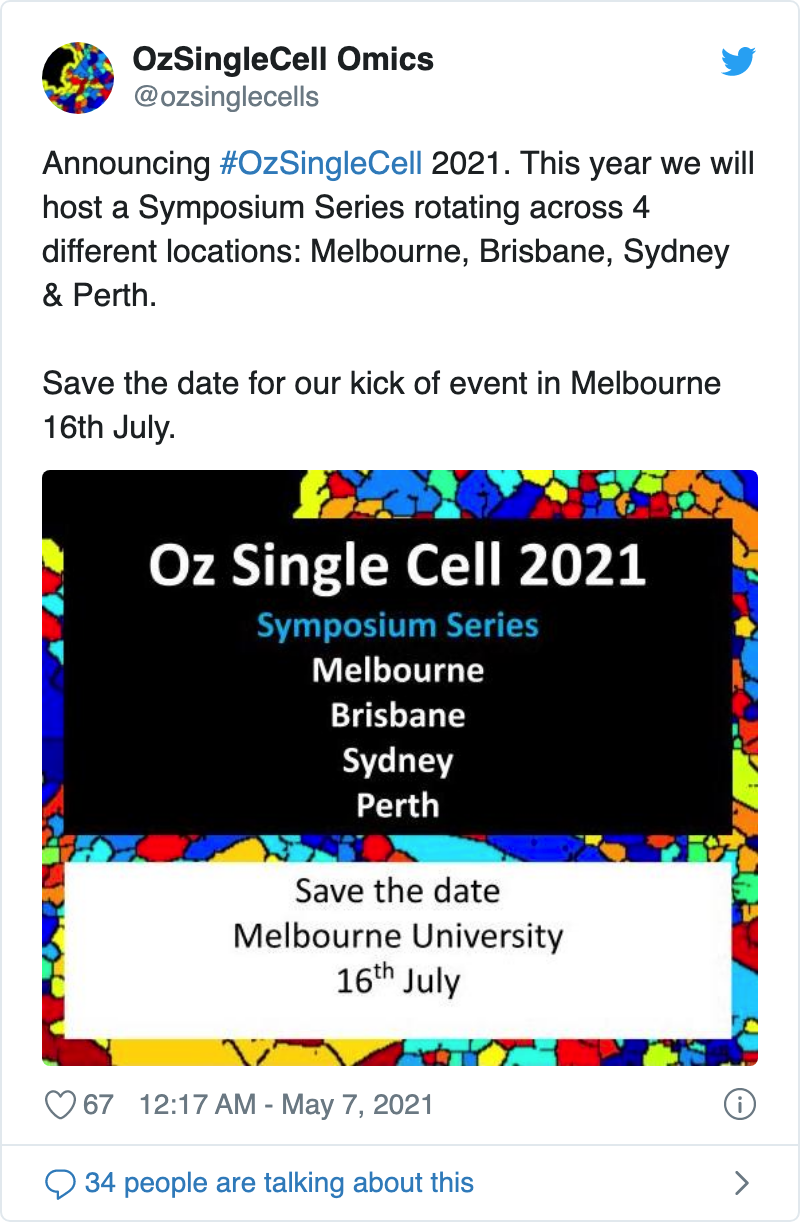 OzSingleCell Omics
@ozsinglecells
Announcing #OzSingleCell 2021. This year we will
host a Symposium Series rotating across 4
different locations: Melbourne, Brisbane, Sydney
& Perth.
Save the date for our kick of event in Melbourne
16th July.
Oz Single Cell 2021
Symposium Series
Melbourne
Brisbane
Sydney
Perth
Save the date
Melbourne University
16th July
67 12:17 AM - May 7, 2021
34 people are talking about this